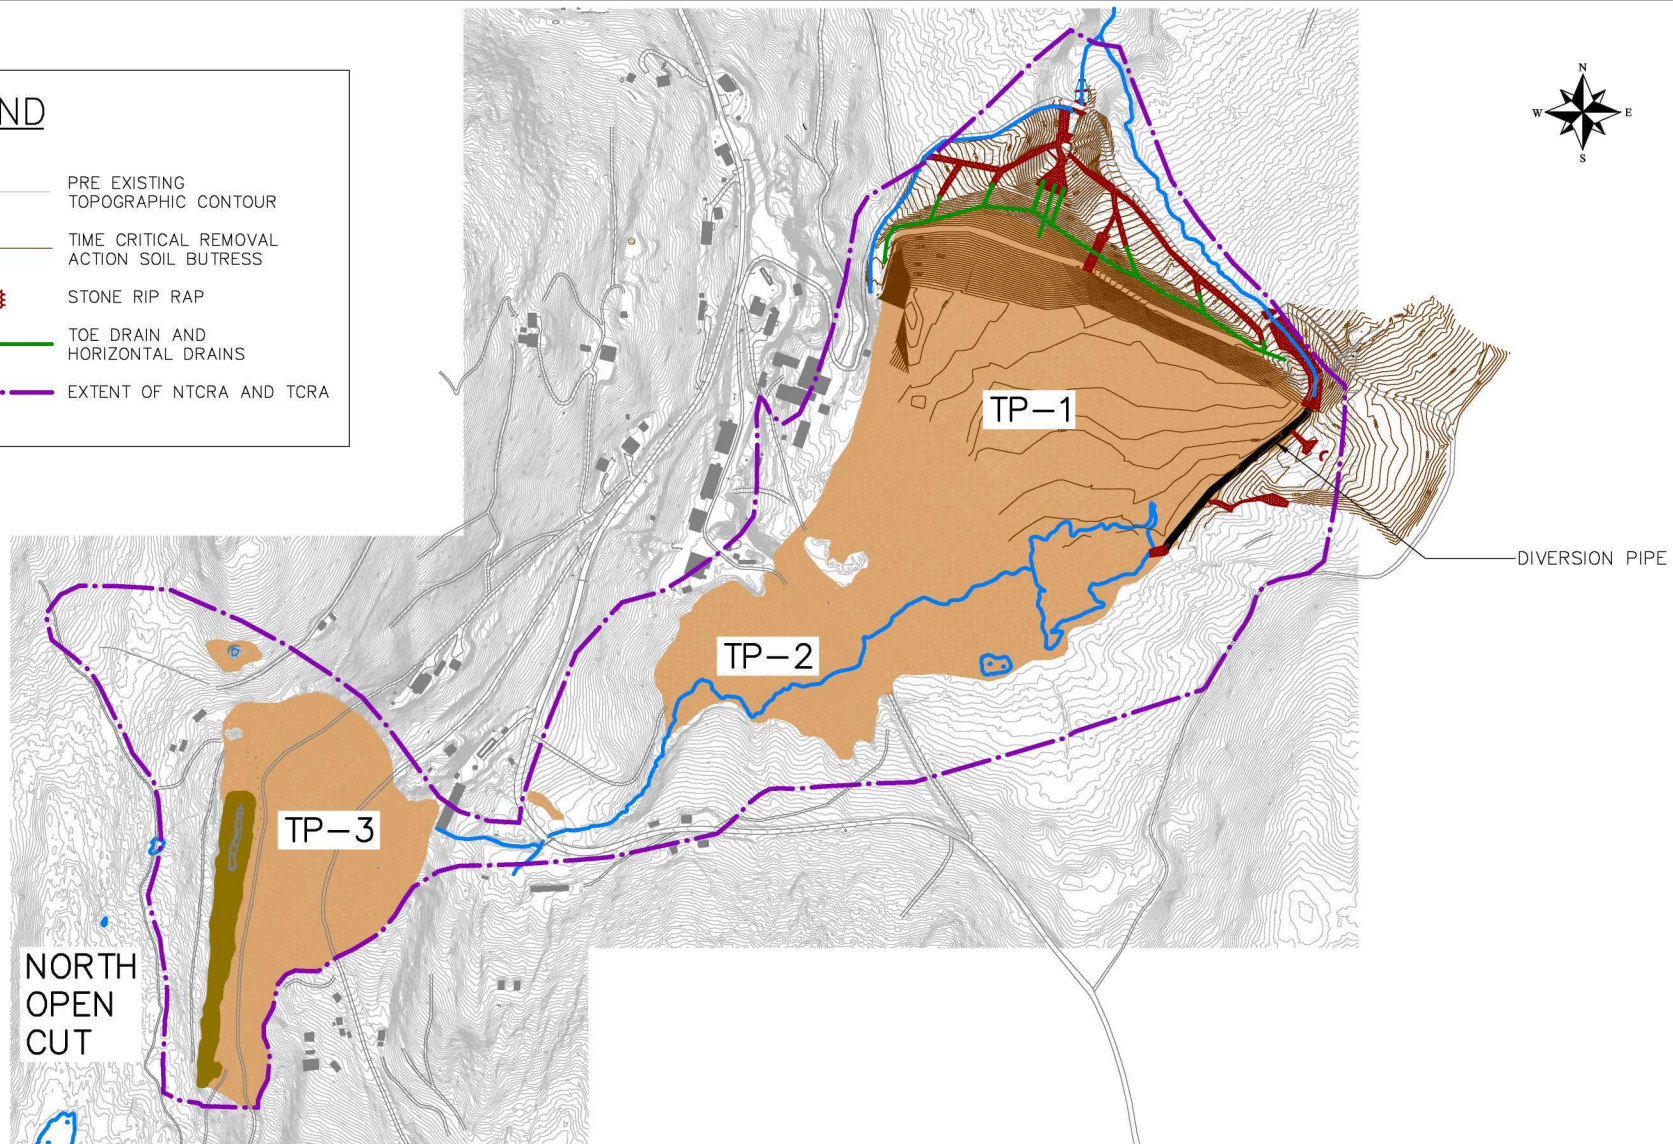 ND
PRE EXISTING
TOPOGRAPHIC CONTOUR
TIME CRITICAL REMOVAL
ACTION SOIL BUTRESS
STONE RIP RAP
TOE DRAIN AND
HORIZONTAL DRAINS
EXTENT OF NTCRA AND TCRA
N
W E
S
TP-1
DIVERSION PIPE
TP-2
TP-3
NORTH
OPEN
CUT